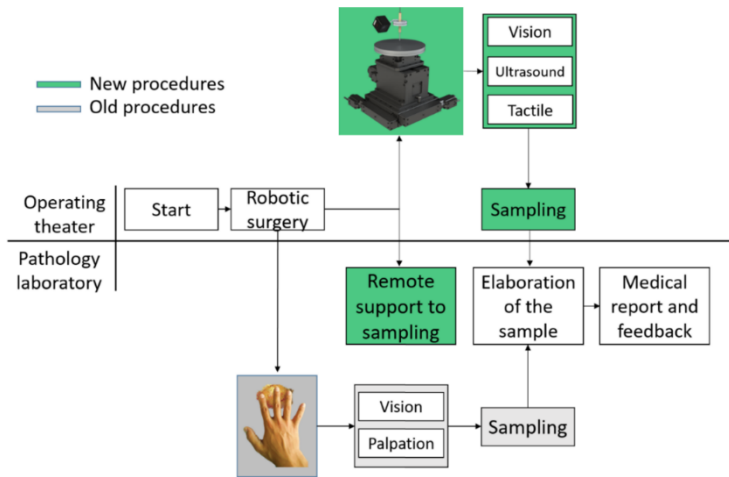 New procedures
Old procedures
Vision
Ultrasound
Tactile
Operating
theater
Start
Robotic
surgery
Sampling
Pathology
laboratory
Remote
support to
sampling
Elaboration
of the
sample
Medical
report and
feedback
Vision
Palpation
Sampling